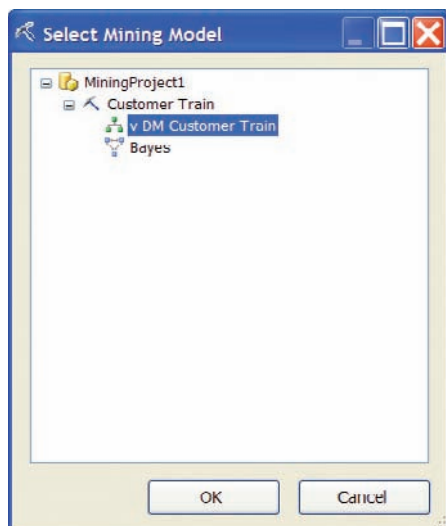 Select Mining Model
MiningProject1
Customer Train
v DM Customer Train
Bayes
OK
Cancel